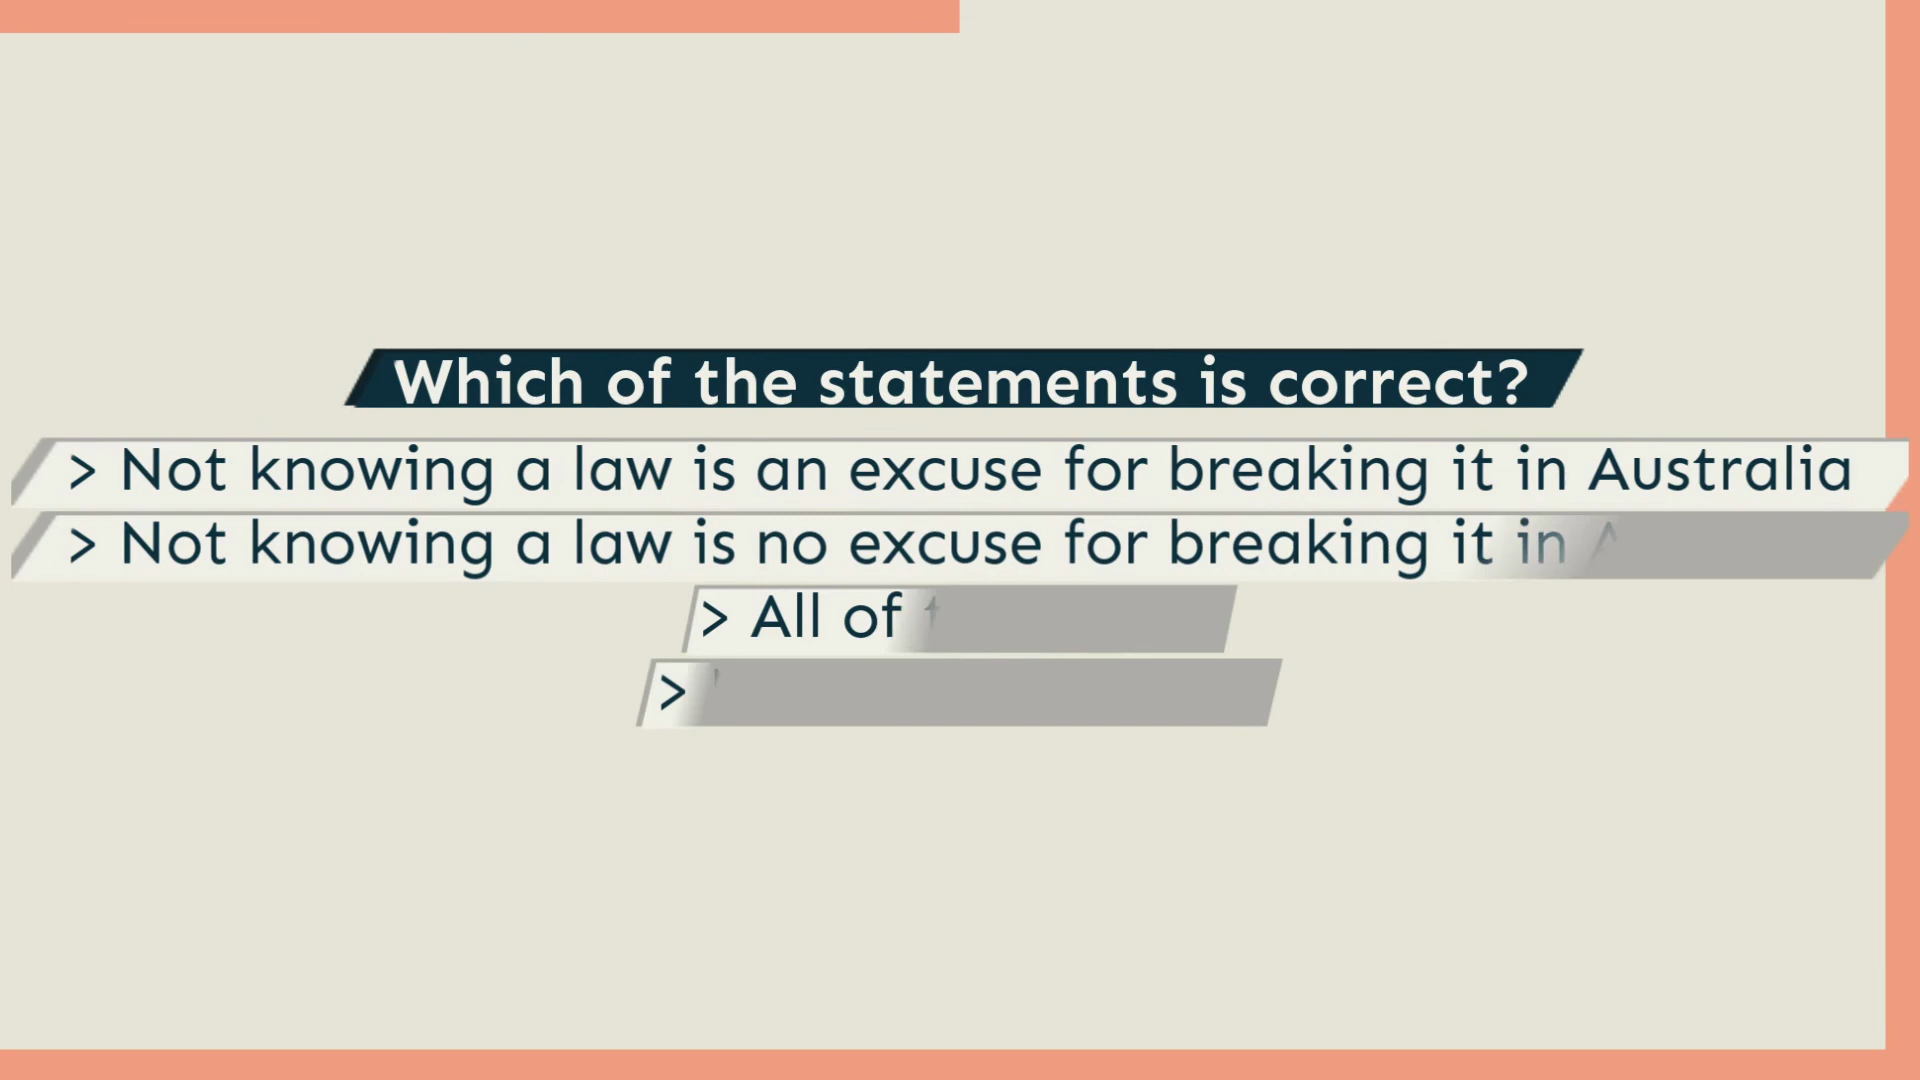 Which of the statements is correct?
> Not knowing a law is an excuse for breaking it in Australia
> Not knowing a law is no excuse for breaking it in
> All of
>